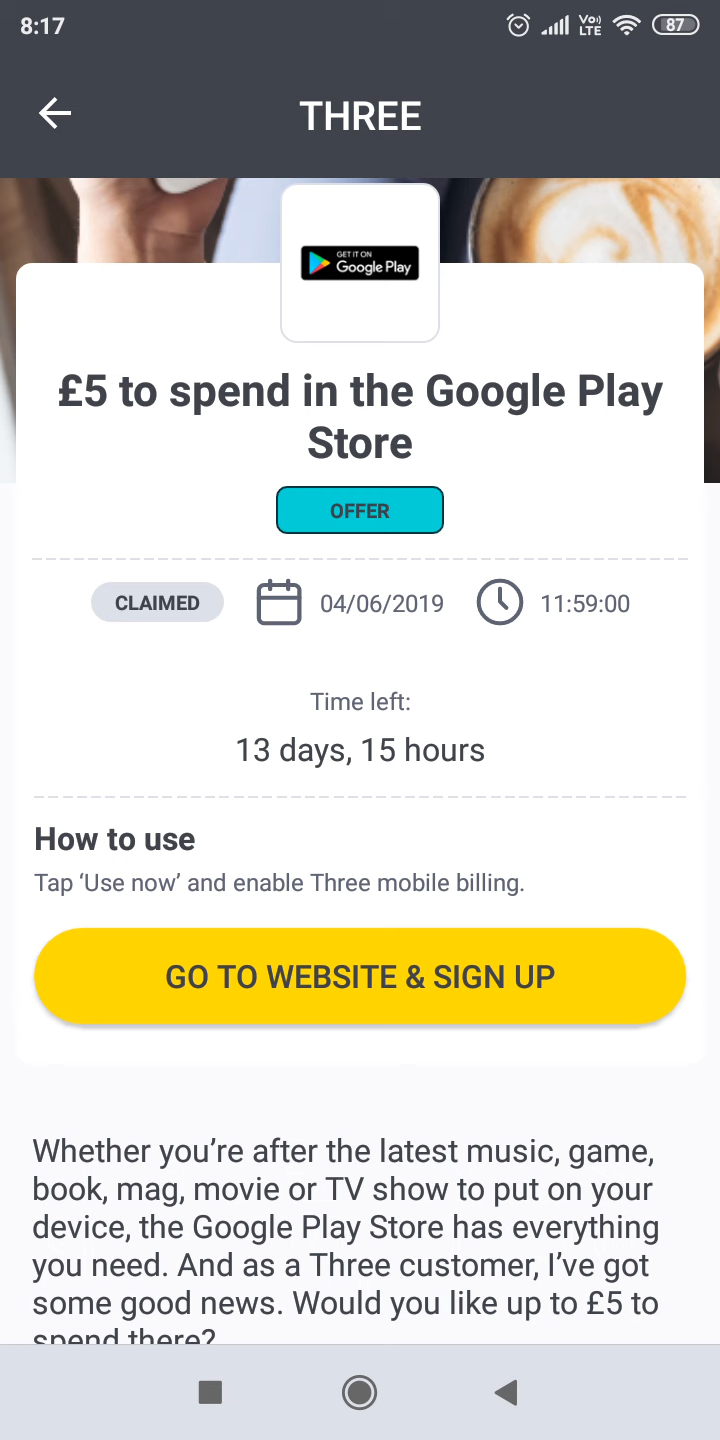 8:17
Vo)) LTE
87
THREE
GET IT ON
Google Play
£5 to spend in the Google Play
Store
OFFER
CLAIMED 04/06/2019 11:59:00
Time left:
13 days, 15 hours
How to use
Tap ‘Use now’ and enable Three mobile billing.
GO TO WEBSITE & SIGN UP
Whether you’re after the latest music, game,
book, mag, movie or TV show to put on your
device, the Google Play Store has everything
you need. And as a Three customer, I’ve got
some good news. Would you like up to £5 to
spend there?